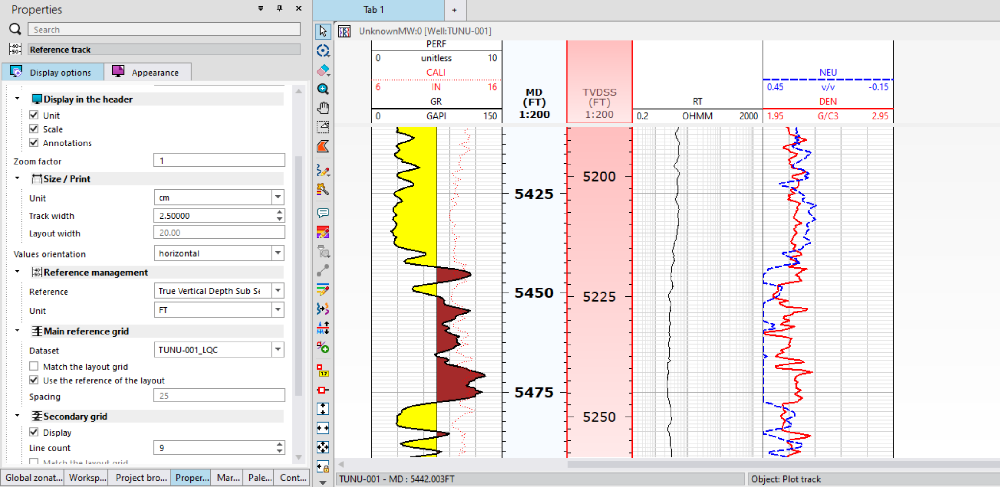 Properties
Search
Reference track
Display options
Appearance
Display in the header
Unit
Scale
Annotations
Zoom factor 1
Size / Print
Unit cm
Track width 2.50000
Layout width 20.00
Values orientation horizontal
Reference management
Reference True Vertical Depth Sub Se
Unit FT
Main reference grid
Dataset TUNU-001_LQC
Match the layout grid
Use the reference of the layout
Spacing 25
Secondary grid
Display
Line count 9
Match the layout grid
Global zonat... Worksp... Project bro... Proper... Mar... Pale... Cont...
Tab 1 +
UnknownMW:0 [Well:TUNU-001]
PERF
0 unitless 10
CALI
6 IN 16
GR
0 GAPI 150
MD
(FT)
1:200
TVDSS
(FT)
1:200
RT
0.2 OHMM 2000
NEU
0.45 v/v -0.15
DEN
1.95 G/C3 2.95
5425
5450
5475
5200
5225
5250
1.7
TUNU-001 - MD : 5442.003FT
Object: Plot track